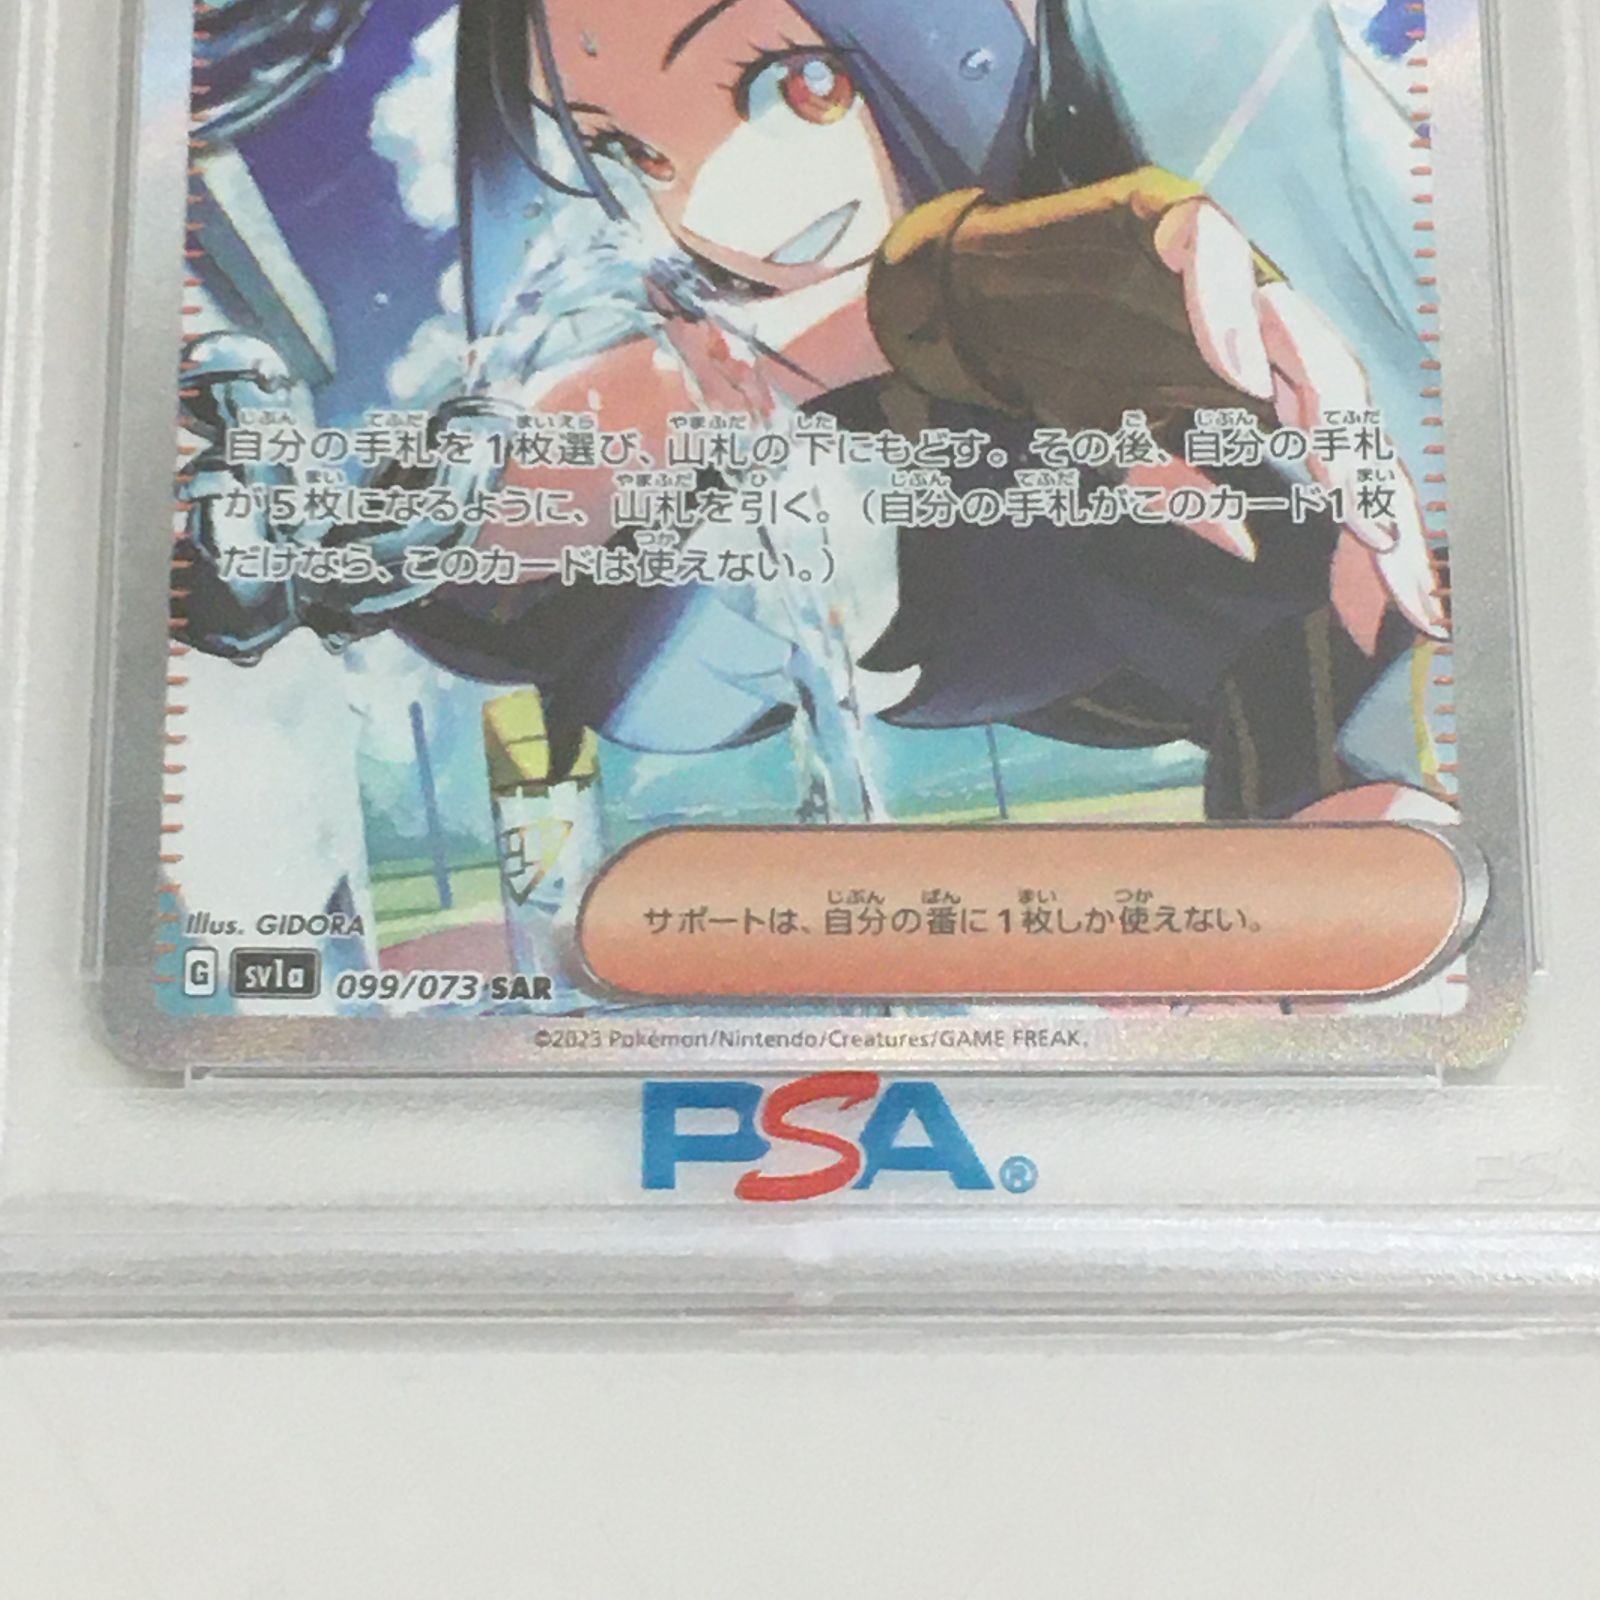 自分の手札を1枚選び、山札の下にもどす。その後、自分の手札
が5枚になるように、山札を引く。（自分の手札がこのカード1枚
だけなら、このカードは使えない。）
サポートは、自分の番に1枚しか使えない。
Illus. GIDORA
G sv1a 099/073 SAR
©2023 Pokémon/Nintendo/Creatures/GAME FREAK.
PSA®